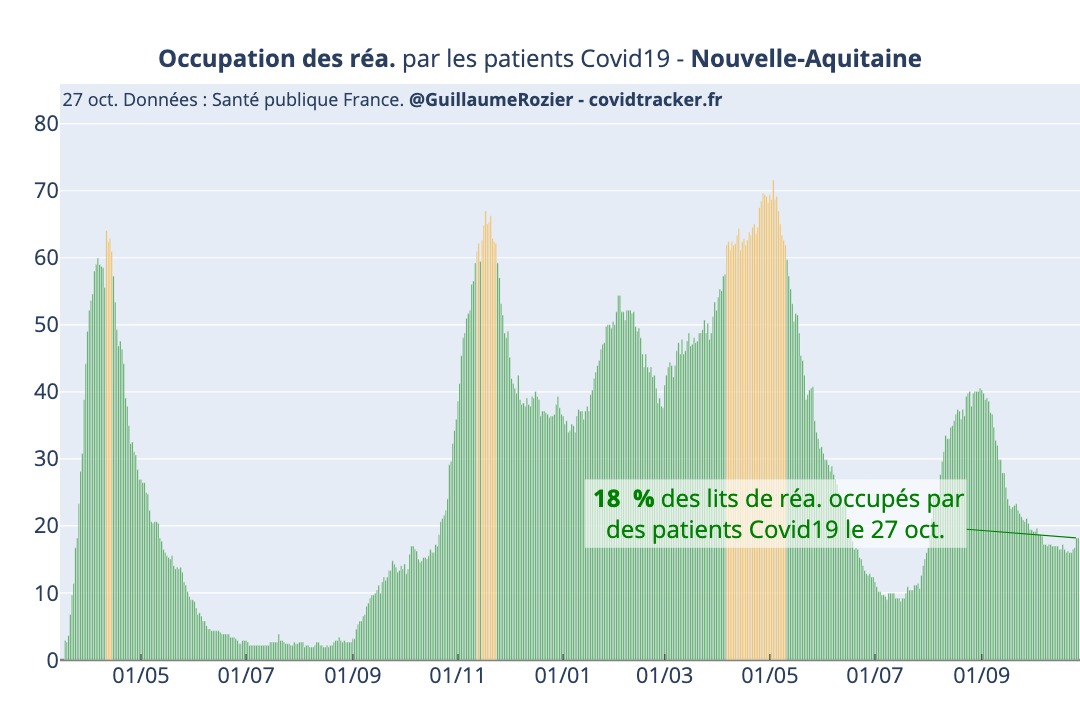 Occupation des réa. par les patients Covid19 - Nouvelle-Aquitaine
27 oct. Données : Santé publique France. @GuillaumeRozier - covidtracker.fr
80
70
60
50
40
30
20
10
0
18 % des lits de réa. occupés par
des patients Covid19 le 27 oct.
01/05 01/07 01/09 01/11 01/01 01/03 01/05 01/07 01/09